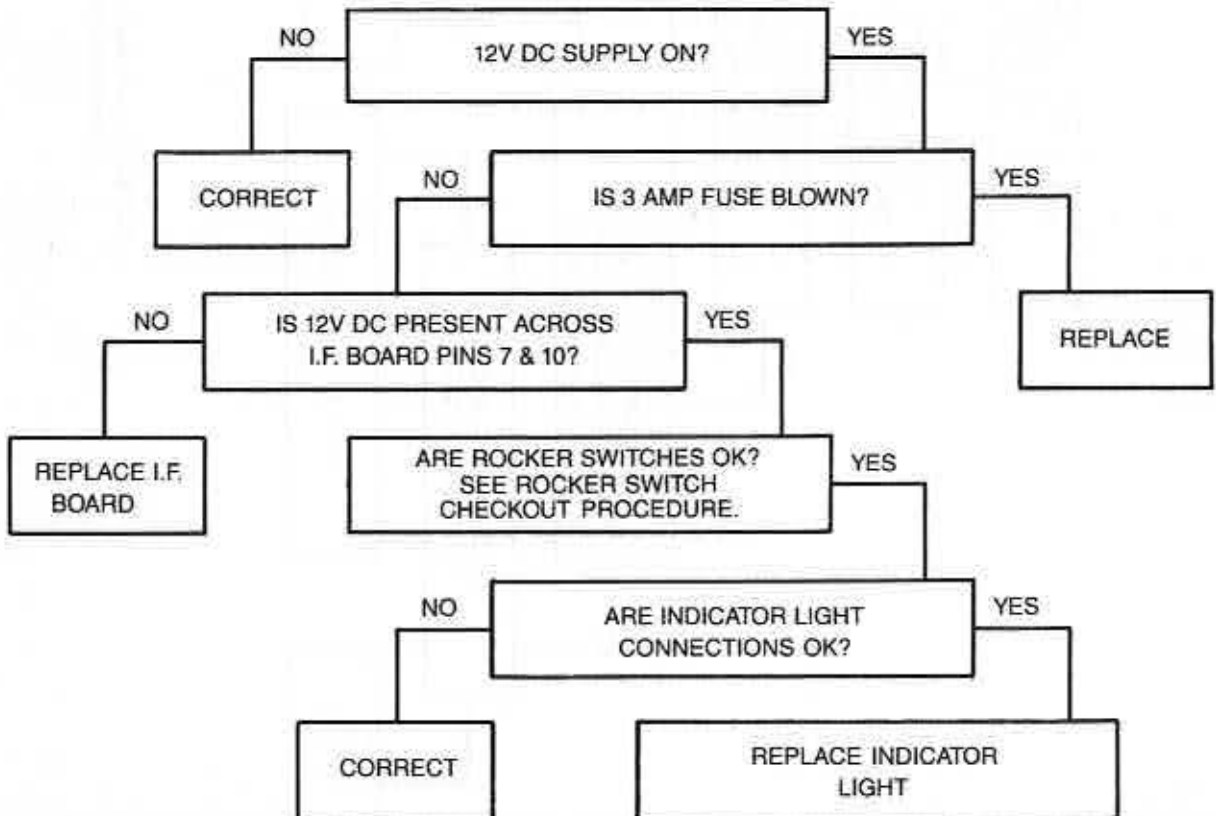 NO
12V DC SUPPLY ON?
YES
CORRECT
NO
IS 3 AMP FUSE BLOWN?
YES
NO
IS 12V DC PRESENT ACROSS
I.F. BOARD PINS 7 & 10?
YES
REPLACE
REPLACE I.F.
BOARD
ARE ROCKER SWITCHES OK?
SEE ROCKER SWITCH
CHECKOUT PROCEDURE.
YES
NO
ARE INDICATOR LIGHT
CONNECTIONS OK?
YES
CORRECT
REPLACE INDICATOR
LIGHT